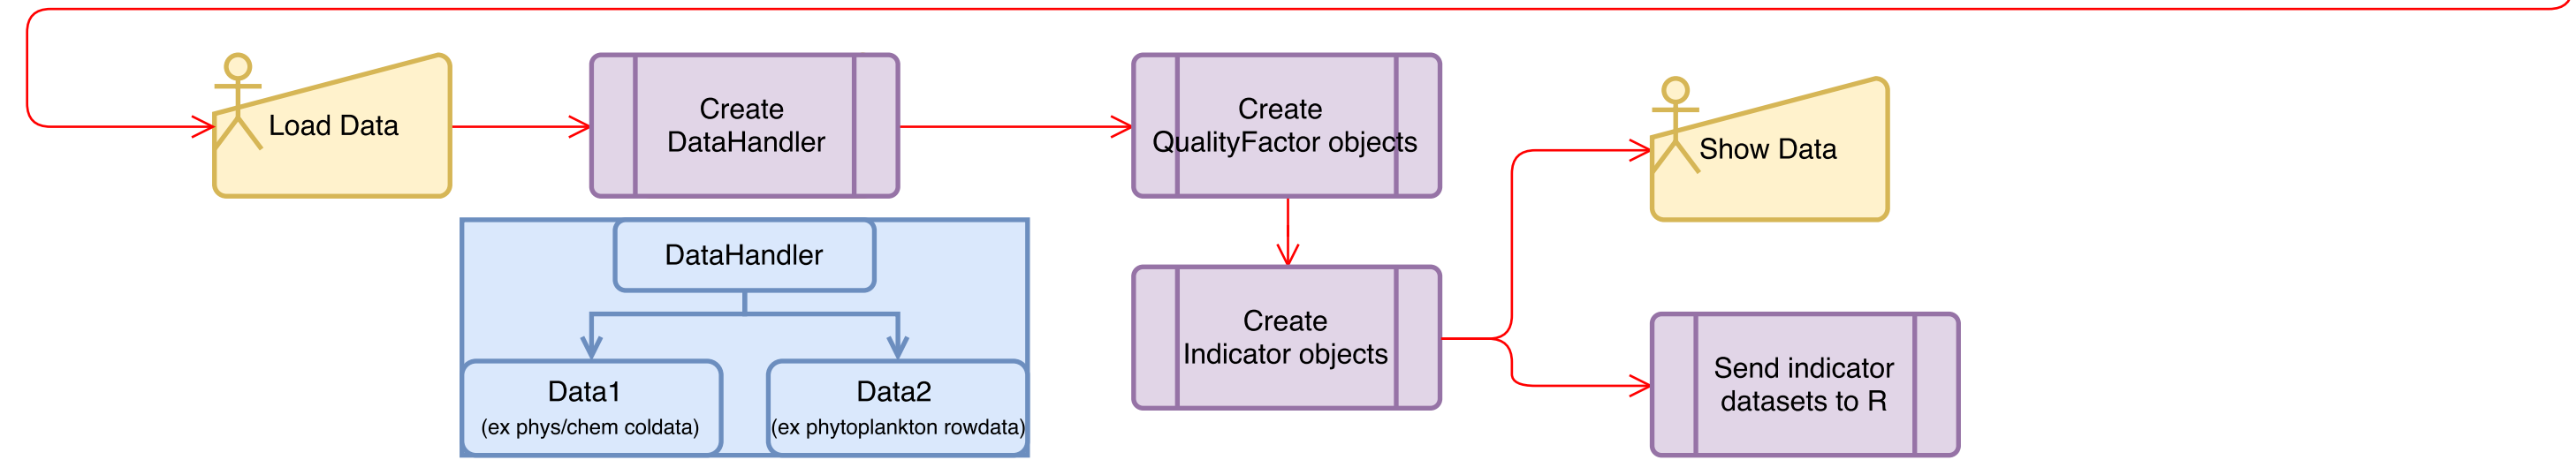 Load Data
Create
DataHandler
Create
QualityFactor objects
Show Data
DataHandler
Data1
(ex phys/chem coldata)
Data2
(ex phytoplankton rowdata)
Create
Indicator objects
Send indicator
datasets to R